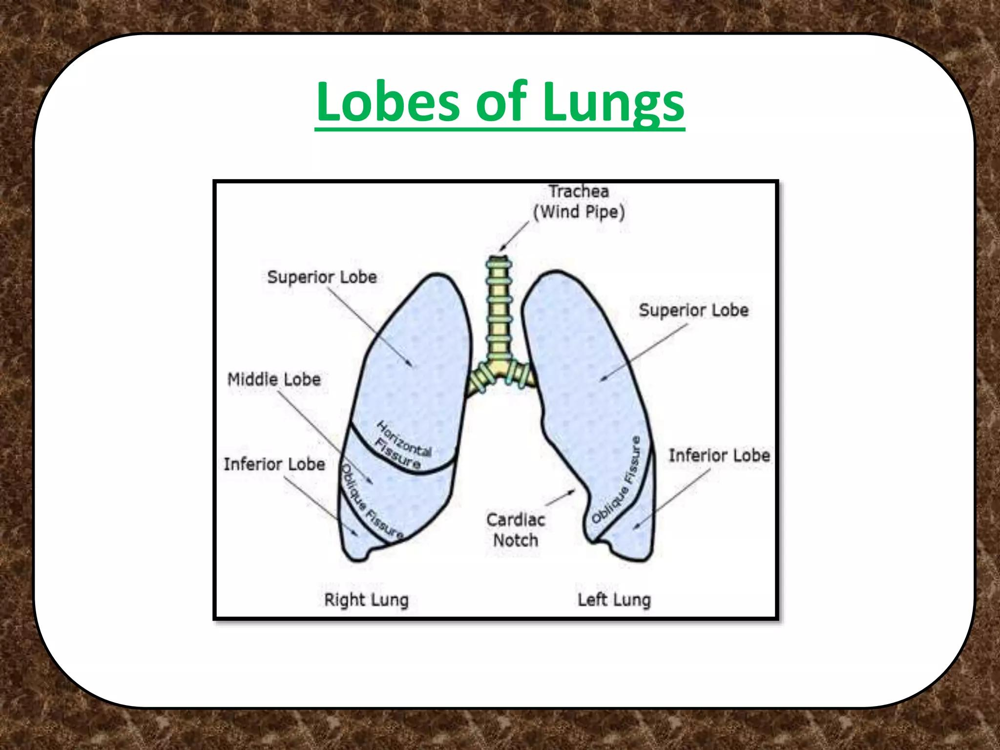 Lobes of Lungs
Trachea
(Wind Pipe)
Superior Lobe
Superior Lobe
Middle Lobe
Horizontal
Fissure
Inferior Lobe
Oblique Fissure
Oblique Fissure
Inferior Lobe
Cardiac
Notch
Right Lung
Left Lung